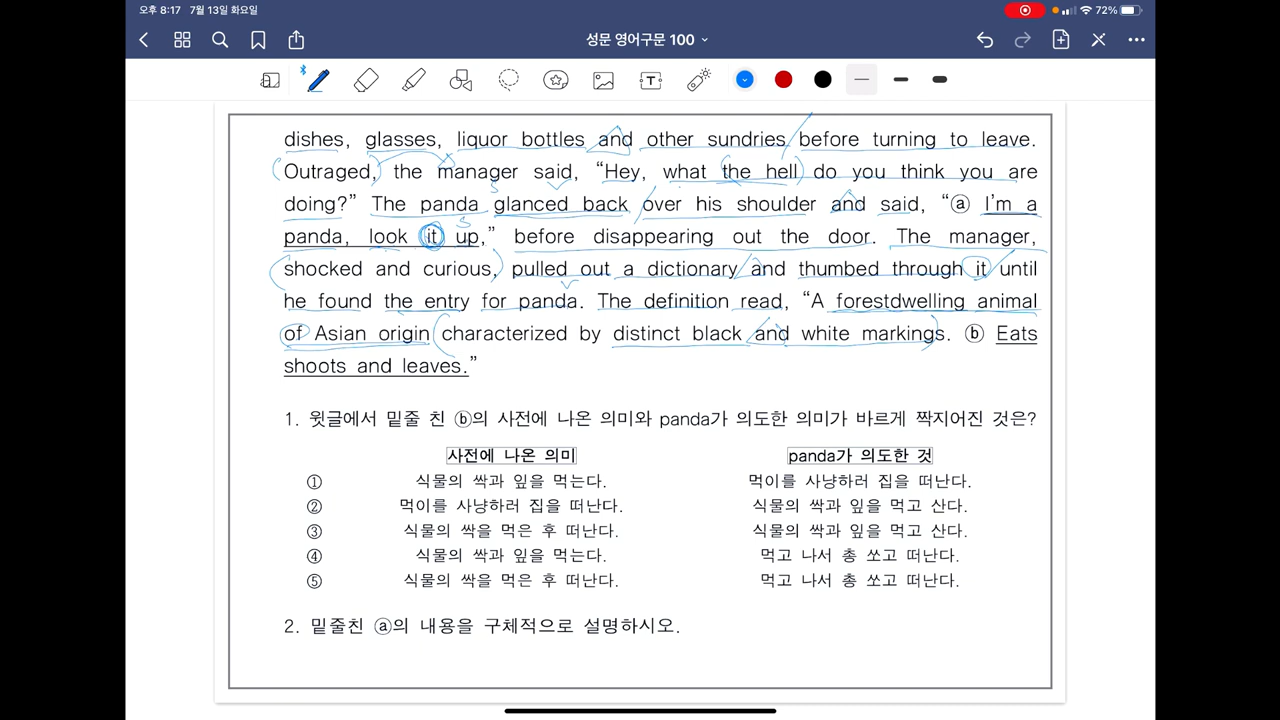 오후 8:17 7월 13일 화요일
72%
성문 영어구문 100
dishes, glasses, liquor bottles and other sundries before turning to leave.
Outraged, the manager said, “Hey, what the hell do you think you are
doing?” The panda glanced back over his shoulder and said, “ⓐ I’m a
panda, look it up,” before disappearing out the door. The manager,
shocked and curious, pulled out a dictionary and thumbed through it until
he found the entry for panda. The definition read, “A forestdwelling animal
of Asian origin characterized by distinct black and white markings. ⓑ Eats
shoots and leaves.”
1. 윗글에서 밑줄 친 ⓑ의 사전에 나온 의미와 panda가 의도한 의미가 바르게 짝지어진 것은?
사전에 나온 의미 panda가 의도한 것
① 식물의 싹과 잎을 먹는다. 먹이를 사냥하러 집을 떠난다.
② 먹이를 사냥하러 집을 떠난다. 식물의 싹과 잎을 먹고 산다.
③ 식물의 싹을 먹은 후 떠난다. 식물의 싹과 잎을 먹고 산다.
④ 식물의 싹과 잎을 먹는다. 먹고 나서 총 쏘고 떠난다.
⑤ 식물의 싹을 먹은 후 떠난다. 먹고 나서 총 쏘고 떠난다.
2. 밑줄친 ⓐ의 내용을 구체적으로 설명하시오.